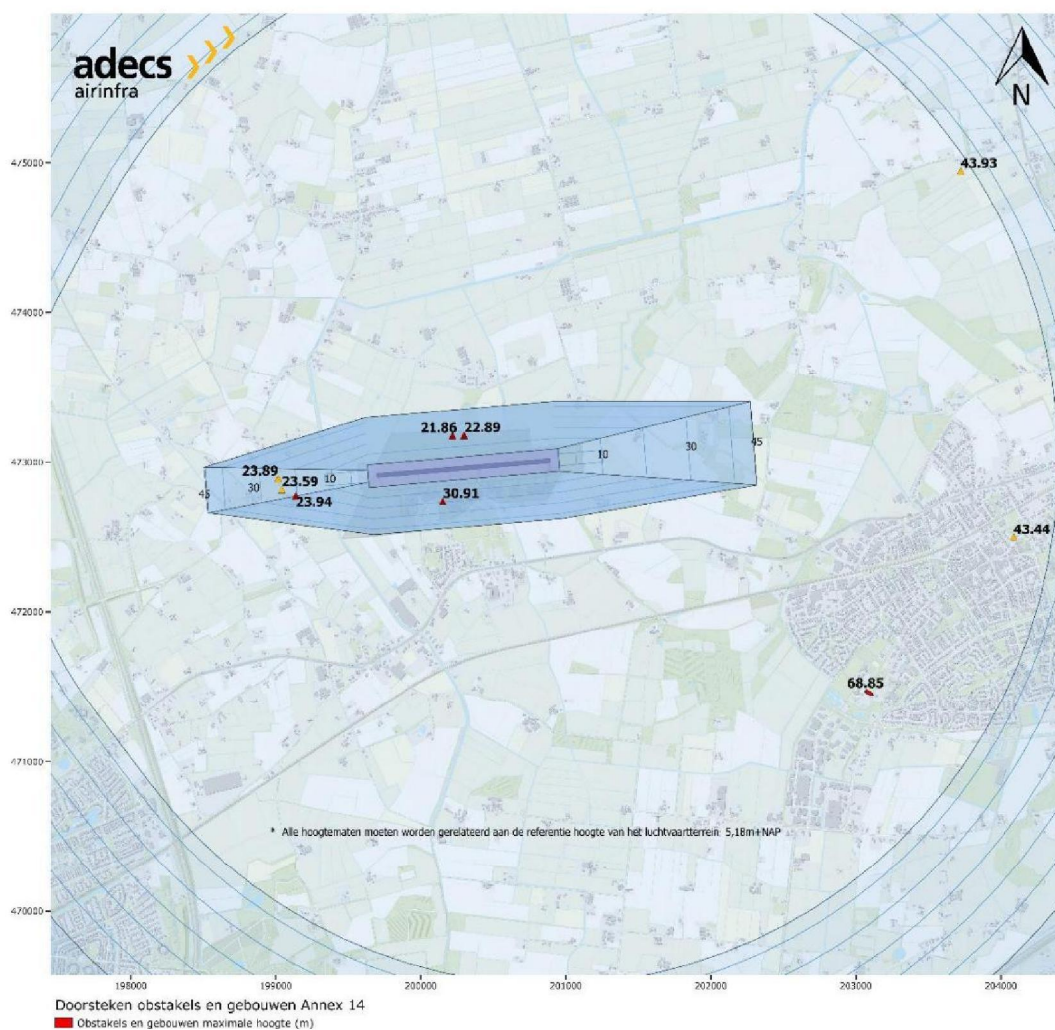 adecs
airinfra
N
475000
43.93
474000
21.86 22.89
473000
10
30
45
23.89
23.59
10
30
45
23.94
30.91
43.44
472000
68.85
471000
* Alle hoogtematen moeten worden gerelateerd aan de referentie hoogte van het luchtvaartterrein: 5,18m+NAP
470000
198000 199000 200000 201000 202000 203000 204000
Doorsteken obstakels en gebouwen Annex 14
Obstakels en gebouwen maximale hoogte (m)